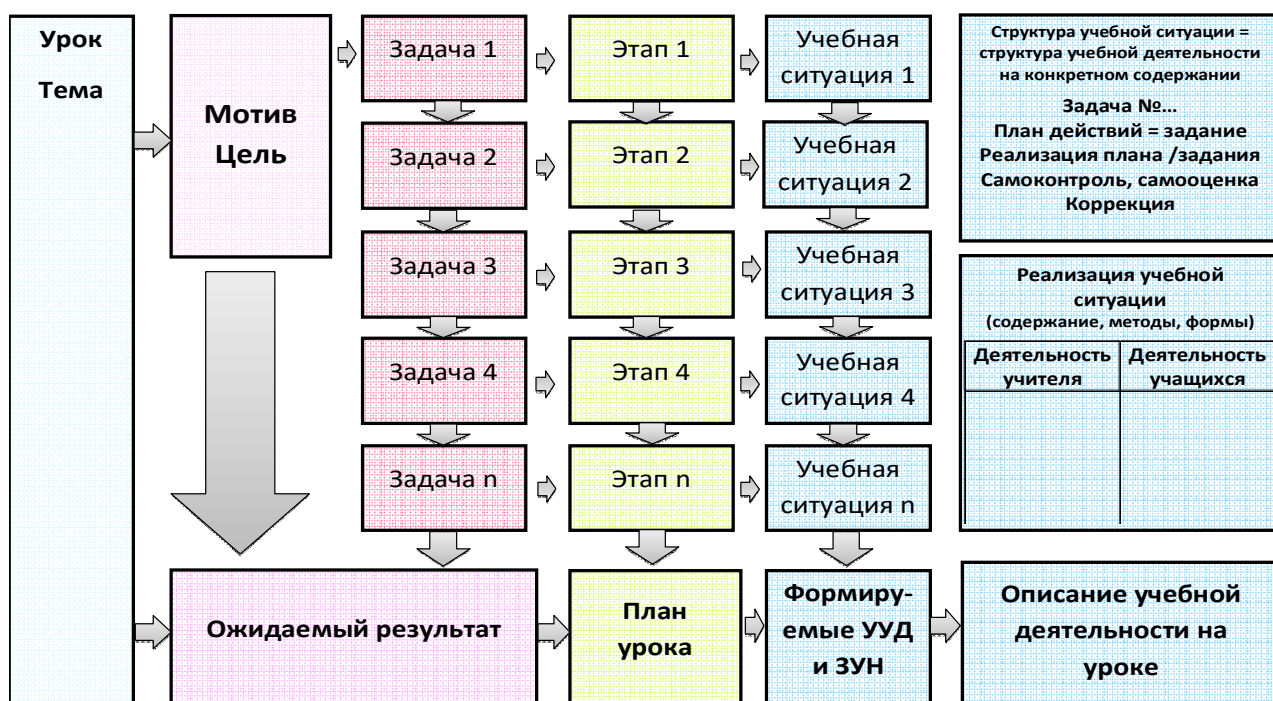 Урок
Тема
Мотив
Цель
Задача 1
Этап 1
Учебная
ситуация 1
Задача 2
Этап 2
Учебная
ситуация 2
Задача 3
Этап 3
Учебная
ситуация 3
Задача 4
Этап 4
Учебная
ситуация 4
Задача n
Этап n
Учебная
ситуация n
Структура учебной ситуации =
структура учебной деятельности
на конкретном содержании
Задача №…
План действий = задание
Реализация плана /задания
Самоконтроль, самооценка
Коррекция
Реализация учебной
ситуации
(содержание, методы, формы)
Деятельность
учителя
Деятельность
учащихся
Ожидаемый результат
План
урока
Формиру-
емые УУД
и ЗУН
Описание учебной
деятельности на
уроке